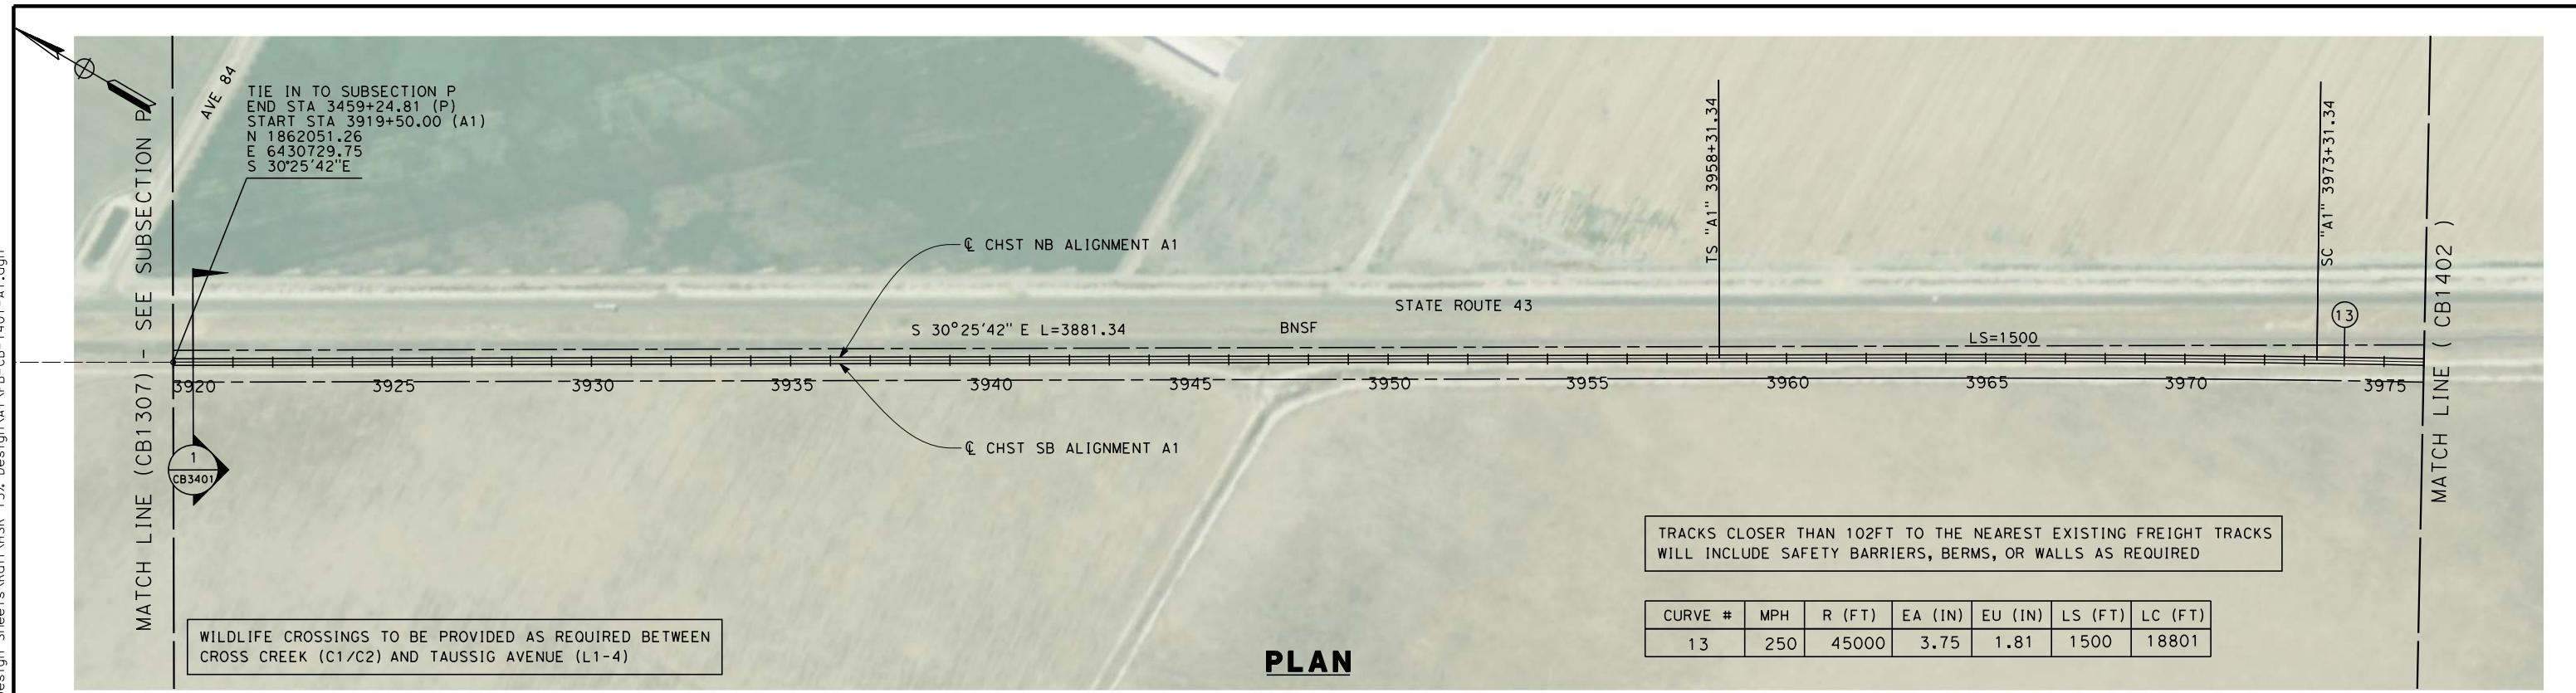 AVE 84
TIE IN TO SUBSECTION P
END STA 3459+24.81 (P)
START STA 3919+50.00 (A1)
N 1862051.26
E 6430729.75
S 30°25'42"E
MATCH LINE (CB1307) - SEE SUBSECTION P
℄ CHST NB ALIGNMENT A1
S 30°25'42" E L=3881.34
BNSF
STATE ROUTE 43
TS "A1" 3958+31.34
SC "A1" 3973+31.34
13
LS=1500
MATCH LINE ( CB1402 )
3920 3925 3930 3935 3940 3945 3950 3955 3960 3965 3970 3975
℄ CHST SB ALIGNMENT A1
1
CB3401
TRACKS CLOSER THAN 102FT TO THE NEAREST EXISTING FREIGHT TRACKS
WILL INCLUDE SAFETY BARRIERS, BERMS, OR WALLS AS REQUIRED
CURVE # MPH R (FT) EA (IN) EU (IN) LS (FT) LC (FT)
13 250 45000 3.75 1.81 1500 18801
WILDLIFE CROSSINGS TO BE PROVIDED AS REQUIRED BETWEEN
CROSS CREEK (C1/C2) AND TAUSSIG AVENUE (L1-4)
PLAN